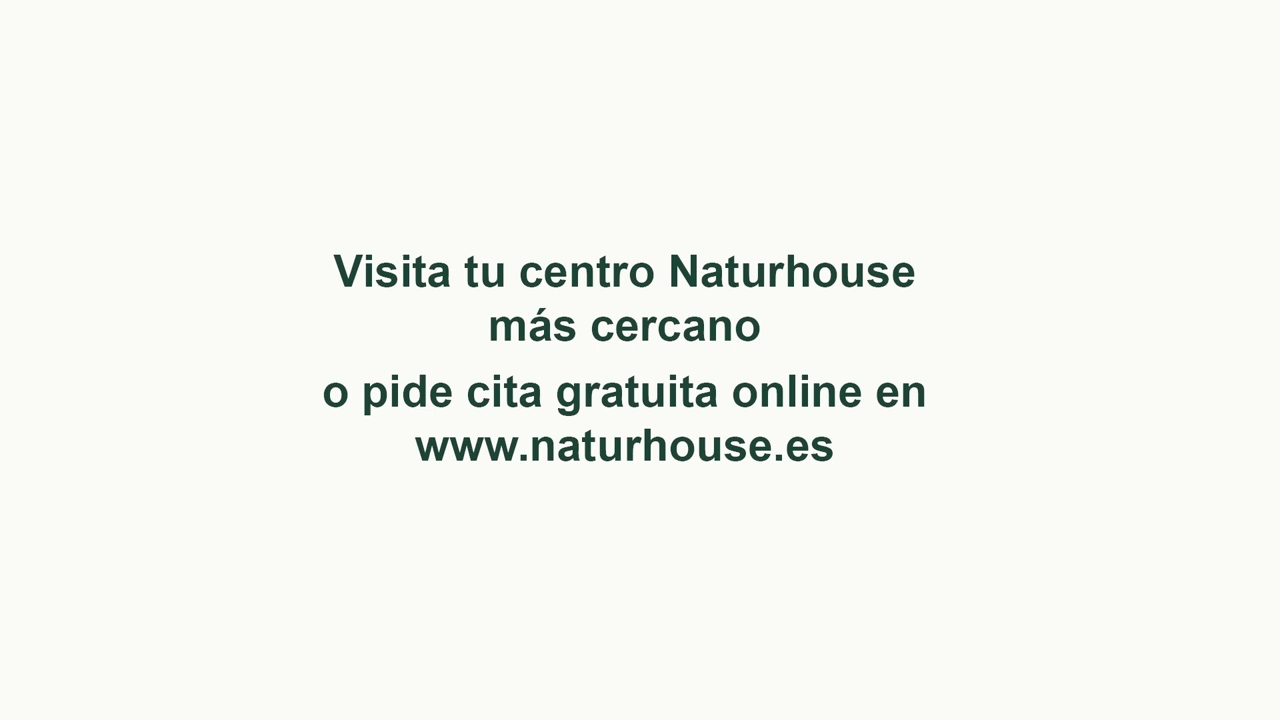 Visita tu centro Naturhouse
más cercano
o pide cita gratuita online en
www.naturhouse.es